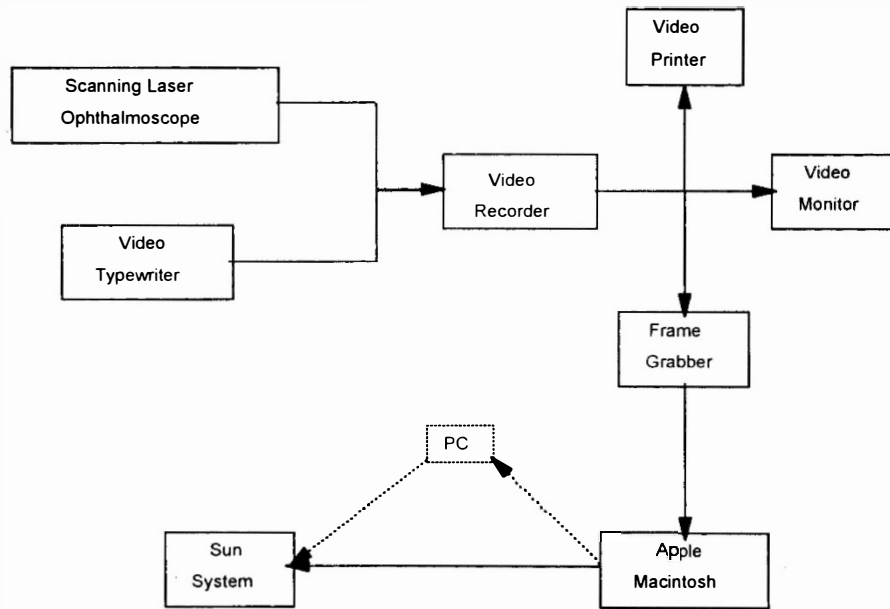 Video
Printer
Scanning Laser
Ophthalmoscope
Video
Recorder
Video
Monitor
Video
Typewriter
Frame
Grabber
PC
Sun
System
Apple
Macintosh